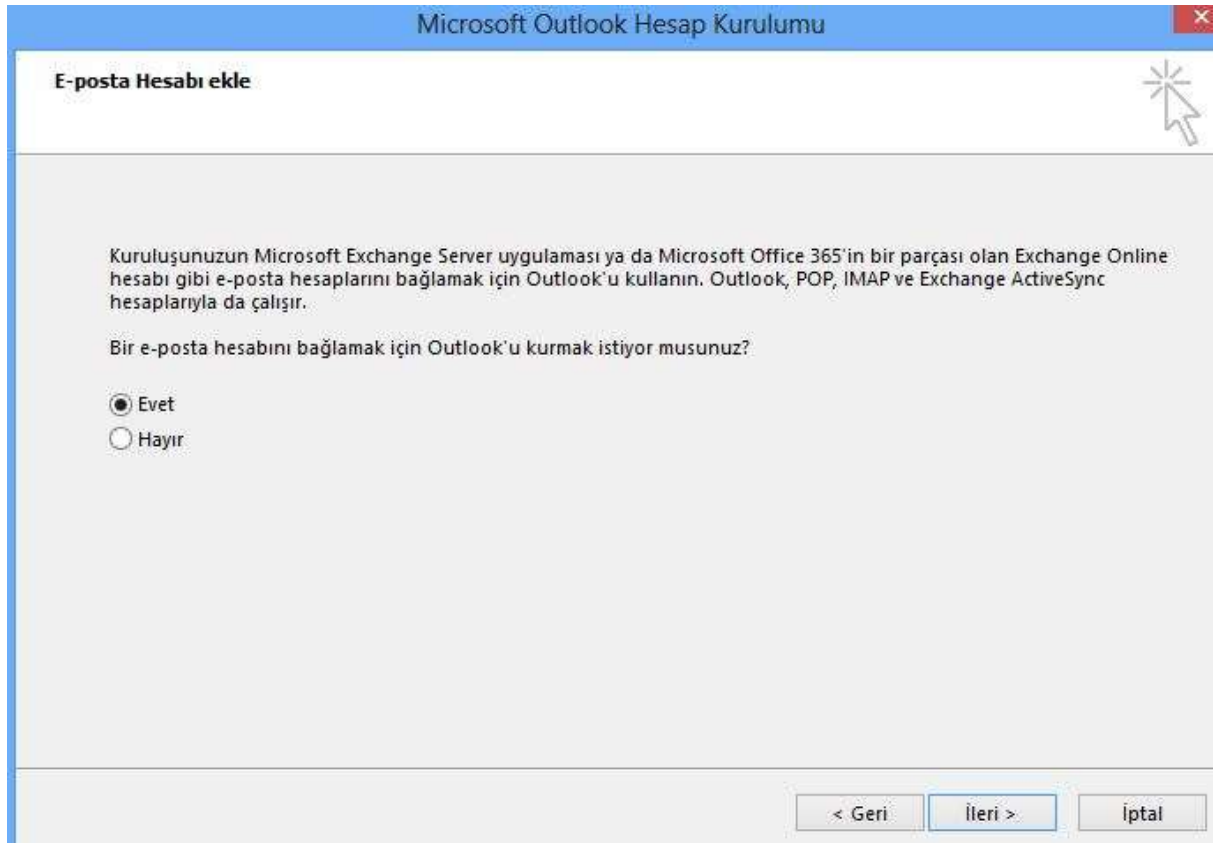 Microsoft Outlook Hesap Kurulumu
E-posta Hesabı ekle
Kuruluşunuzun Microsoft Exchange Server uygulaması ya da Microsoft Office 365'in bir parçası olan Exchange Online
hesabı gibi e-posta hesaplarını bağlamak için Outlook'u kullanın. Outlook, POP, IMAP ve Exchange ActiveSync
hesaplarıyla da çalışır.
Bir e-posta hesabını bağlamak için Outlook'u kurmak istiyor musunuz?
Evet
Hayır
< Geri İleri > İptal